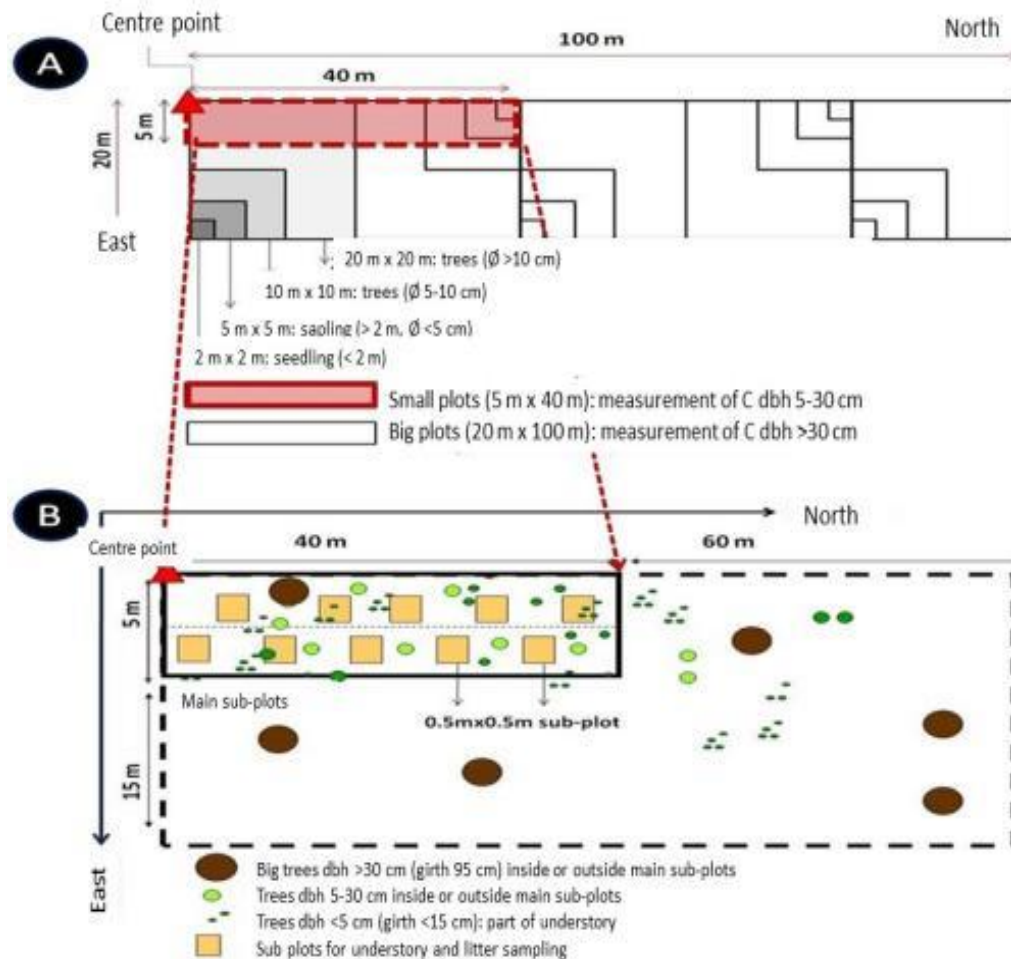 Centre point
North
100 m
A
40 m
5 m
20 m
East
20 m x 20 m: trees (Ø >10 cm)
10 m x 10 m: trees (Ø 5-10 cm)
5 m x 5 m: sapling (> 2 m, Ø <5 cm)
2 m x 2 m: seedling (< 2 m)
Small plots (5 m x 40 m): measurement of C dbh 5-30 cm
Big plots (20 m x 100 m): measurement of C dbh >30 cm
B
North
Centre point
40 m
60 m
5 m
Main sub-plots
0.5mx0.5m sub-plot
15 m
East
Big trees dbh >30 cm (girth 95 cm) inside or outside main sub-plots
Trees dbh 5-30 cm inside or outside main sub-plots
Trees dbh <5 cm (girth <15 cm): part of understory
Sub plots for understory and litter sampling